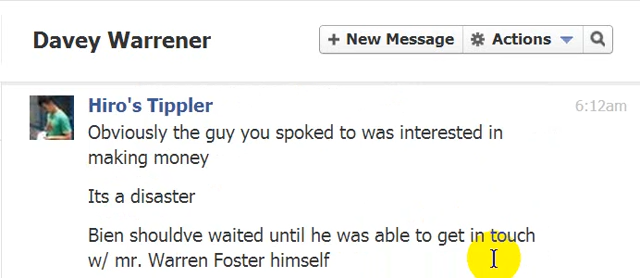 Davey Warrener
+ New Message
Actions
Hiro's Tippler
6:12am
Obviously the guy you spoked to was interested in
making money
Its a disaster
Bien shouldve waited until he was able to get in touch
w/ mr. Warren Foster himself